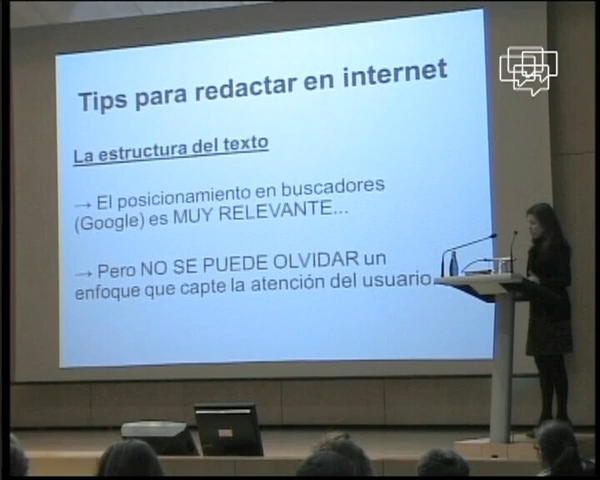 Tips para redactar en internet
La estructura del texto
→ El posicionamiento en buscadores
(Google) es MUY RELEVANTE...
→ Pero NO SE PUEDE OLVIDAR un
enfoque que capte la atención del usuario